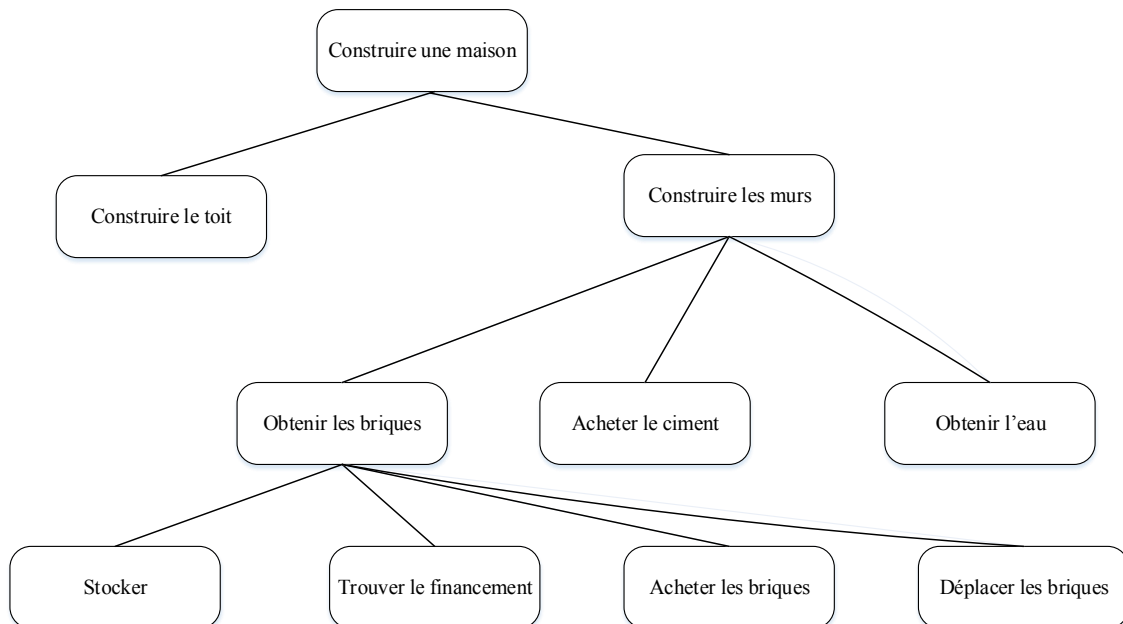 Construire une maison
Construire le toit
Construire les murs
Obtenir les briques
Acheter le ciment
Obtenir l’eau
Stocker
Trouver le financement
Acheter les briques
Déplacer les briques